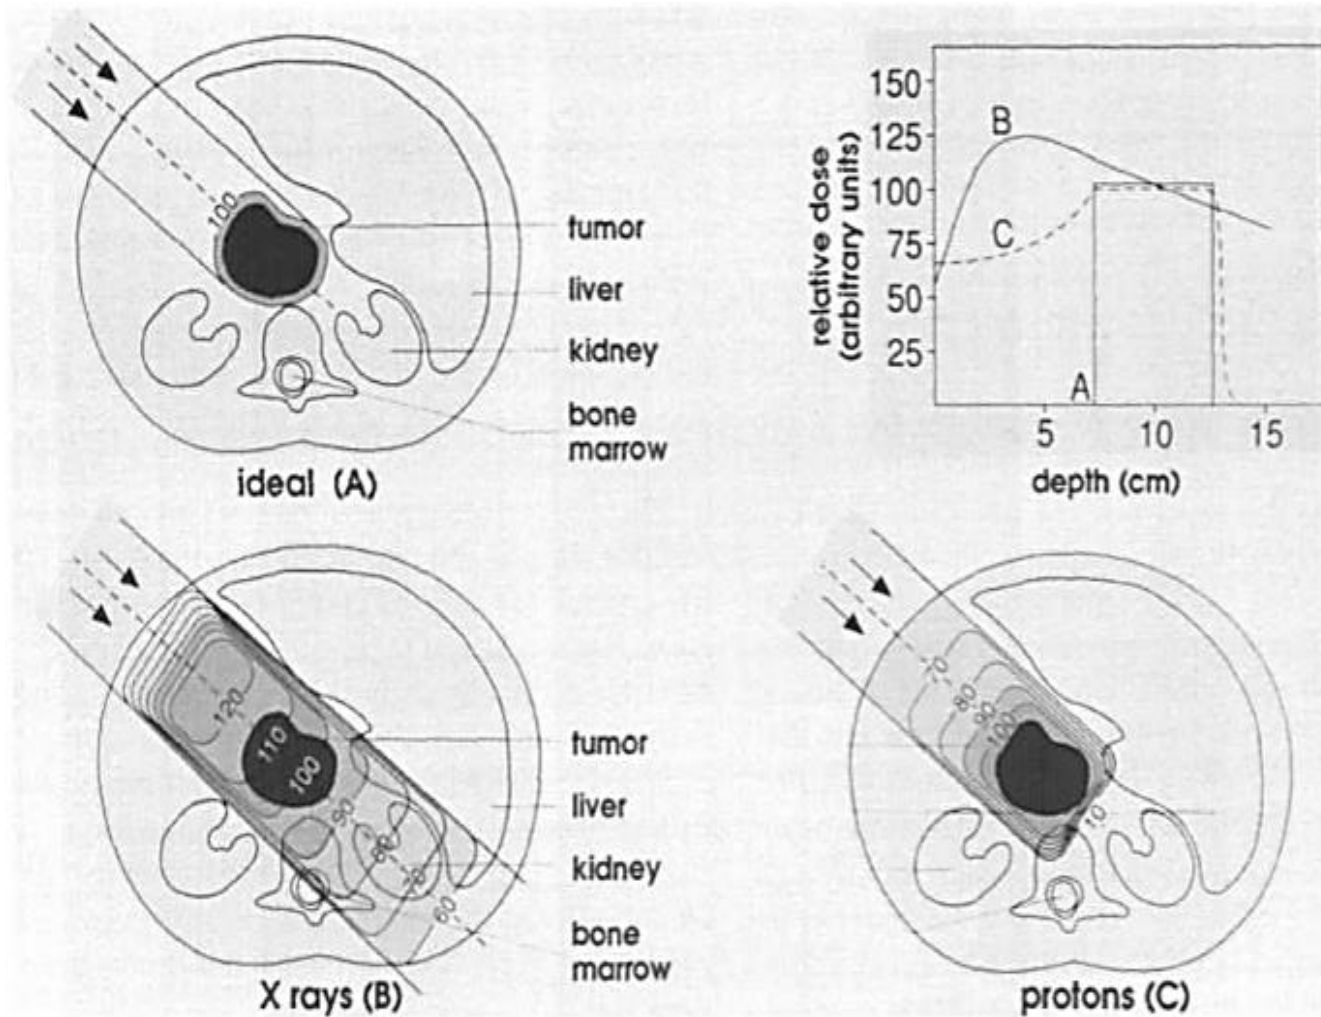 100
tumor
liver
kidney
bone
marrow
ideal (A)
relative dose
(arbitrary units)
150
125
100
75
50
25
B
C
A
5
10
15
depth (cm)
120
110
100
90
80
70
60
tumor
liver
kidney
bone
marrow
X rays (B)
70
80
90
100
10
protons (C)